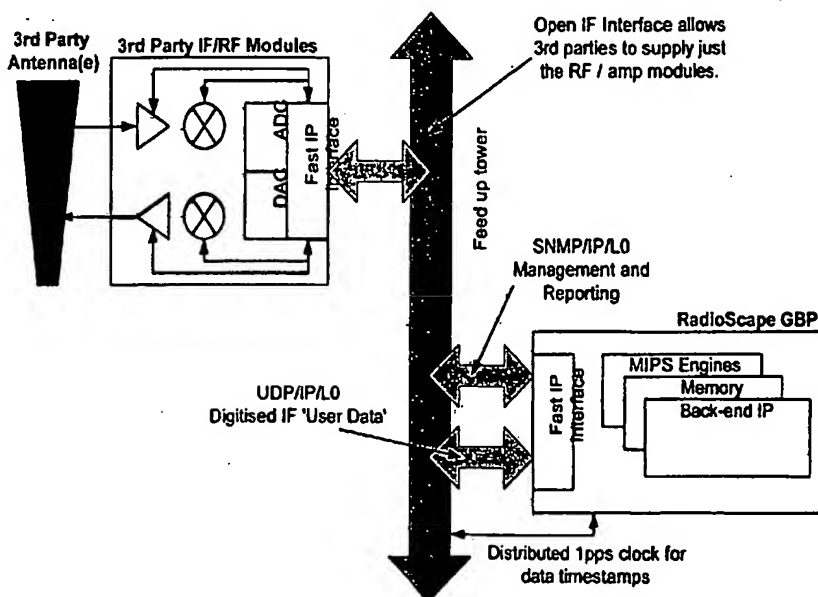 3rd Party
Antenna(e)
3rd Party IF/RF Modules
ADC
DAC
Fast IP
Interface
Open IF Interface allows
3rd parties to supply just
the RF / amp modules.
Feed up tower
SNMP/IP/L0
Management and
Reporting
RadioScape GBP
UDP/IP/L0
Digitised IF 'User Data'
Fast IP
Interface
MIPS Engines
Memory
Back-end IP
Distributed 1pps clock for
data timestamps